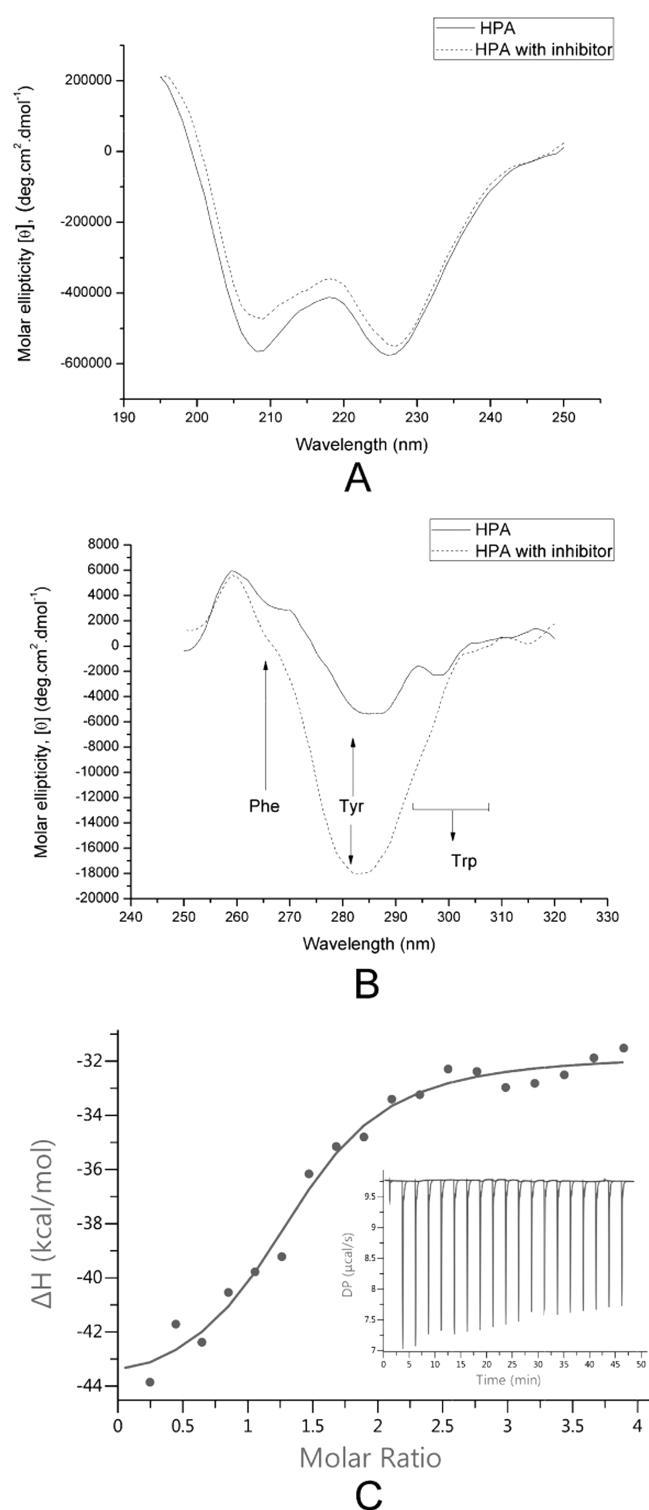 HPA
HPA with inhibitor
Molar ellipticity [θ], (deg.cm².dmol⁻¹)
200000
0
-200000
-400000
-600000
190 200 210 220 230 240 250
Wavelength (nm)
A
HPA
HPA with inhibitor
Molar ellipticity, [θ] (deg.cm².dmol⁻¹)
8000
6000
4000
2000
0
-2000
-4000
-6000
-8000
-10000
-12000
-14000
-16000
-18000
-20000
Phe
Tyr
Trp
240 250 260 270 280 290 300 310 320 330
Wavelength (nm)
B
ΔH (kcal/mol)
-32
-34
-36
-38
-40
-42
-44
0 0.5 1 1.5 2 2.5 3 3.5 4
Molar Ratio
DP (µcal/s)
9.5
9
8.5
8
7.5
7
0 5 10 15 20 25 30 35 40 45 50
Time (min)
C